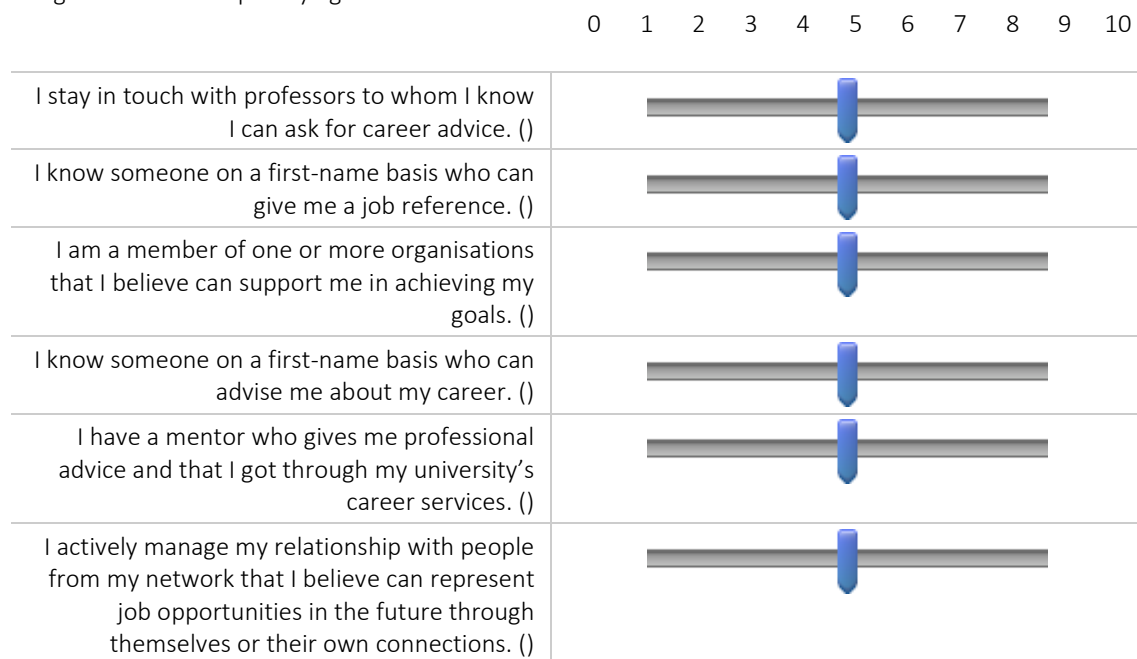 0 1 2 3 4 5 6 7 8 9 10
I stay in touch with professors to whom I know
I can ask for career advice. ()
I know someone on a first-name basis who can
give me a job reference. ()
I am a member of one or more organisations
that I believe can support me in achieving my
goals. ()
I know someone on a first-name basis who can
advise me about my career. ()
I have a mentor who gives me professional
advice and that I got through my university’s
career services. ()
I actively manage my relationship with people
from my network that I believe can represent
job opportunities in the future through
themselves or their own connections. ()